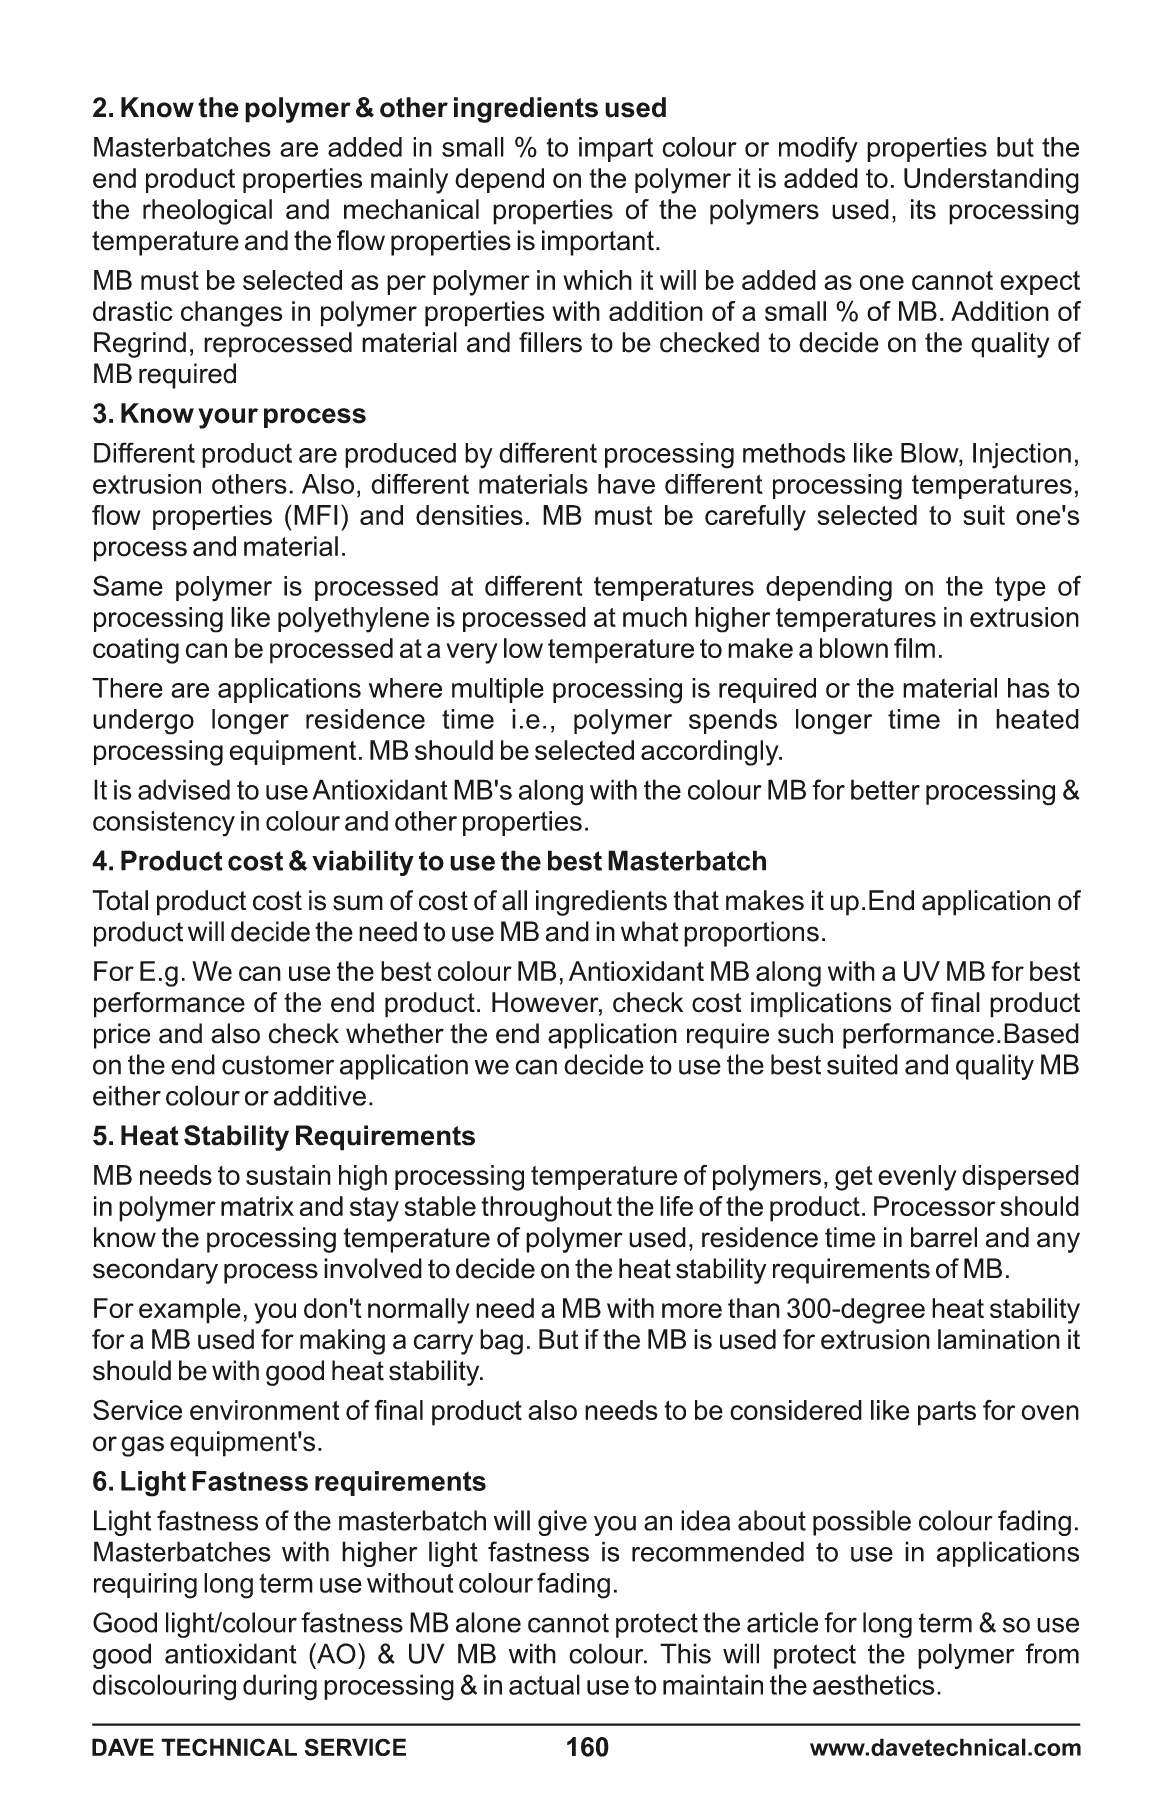 2. Know the polymer & other ingredients used
Masterbatches are added in small % to impart colour or modify properties but the
end product properties mainly depend on the polymer it is added to. Understanding
the rheological and mechanical properties of the polymers used, its processing
temperature and the flow properties is important.
MB must be selected as per polymer in which it will be added as one cannot expect
drastic changes in polymer properties with addition of a small % of MB. Addition of
Regrind, reprocessed material and fillers to be checked to decide on the quality of
MB required
3. Know your process
Different product are produced by different processing methods like Blow, Injection,
extrusion others. Also, different materials have different processing temperatures,
flow properties (MFI) and densities. MB must be carefully selected to suit one's
process and material.
Same polymer is processed at different temperatures depending on the type of
processing like polyethylene is processed at much higher temperatures in extrusion
coating can be processed at a very low temperature to make a blown film.
There are applications where multiple processing is required or the material has to
undergo longer residence time i.e., polymer spends longer time in heated
processing equipment. MB should be selected accordingly.
It is advised to use Antioxidant MB's along with the colour MB for better processing &
consistency in colour and other properties.
4. Product cost & viability to use the best Masterbatch
Total product cost is sum of cost of all ingredients that makes it up.End application of
product will decide the need to use MB and in what proportions.
For E.g. We can use the best colour MB, Antioxidant MB along with a UV MB for best
performance of the end product. However, check cost implications of final product
price and also check whether the end application require such performance.Based
on the end customer application we can decide to use the best suited and quality MB
either colour or additive.
5. Heat Stability Requirements
MB needs to sustain high processing temperature of polymers, get evenly dispersed
in polymer matrix and stay stable throughout the life of the product. Processor should
know the processing temperature of polymer used, residence time in barrel and any
secondary process involved to decide on the heat stability requirements of MB.
For example, you don't normally need a MB with more than 300-degree heat stability
for a MB used for making a carry bag. But if the MB is used for extrusion lamination it
should be with good heat stability.
Service environment of final product also needs to be considered like parts for oven
or gas equipment's.
6. Light Fastness requirements
Light fastness of the masterbatch will give you an idea about possible colour fading.
Masterbatches with higher light fastness is recommended to use in applications
requiring long term use without colour fading.
Good light/colour fastness MB alone cannot protect the article for long term & so use
good antioxidant (AO) & UV MB with colour. This will protect the polymer from
discolouring during processing & in actual use to maintain the aesthetics.
DAVE TECHNICAL SERVICE 160 www.davetechnical.com